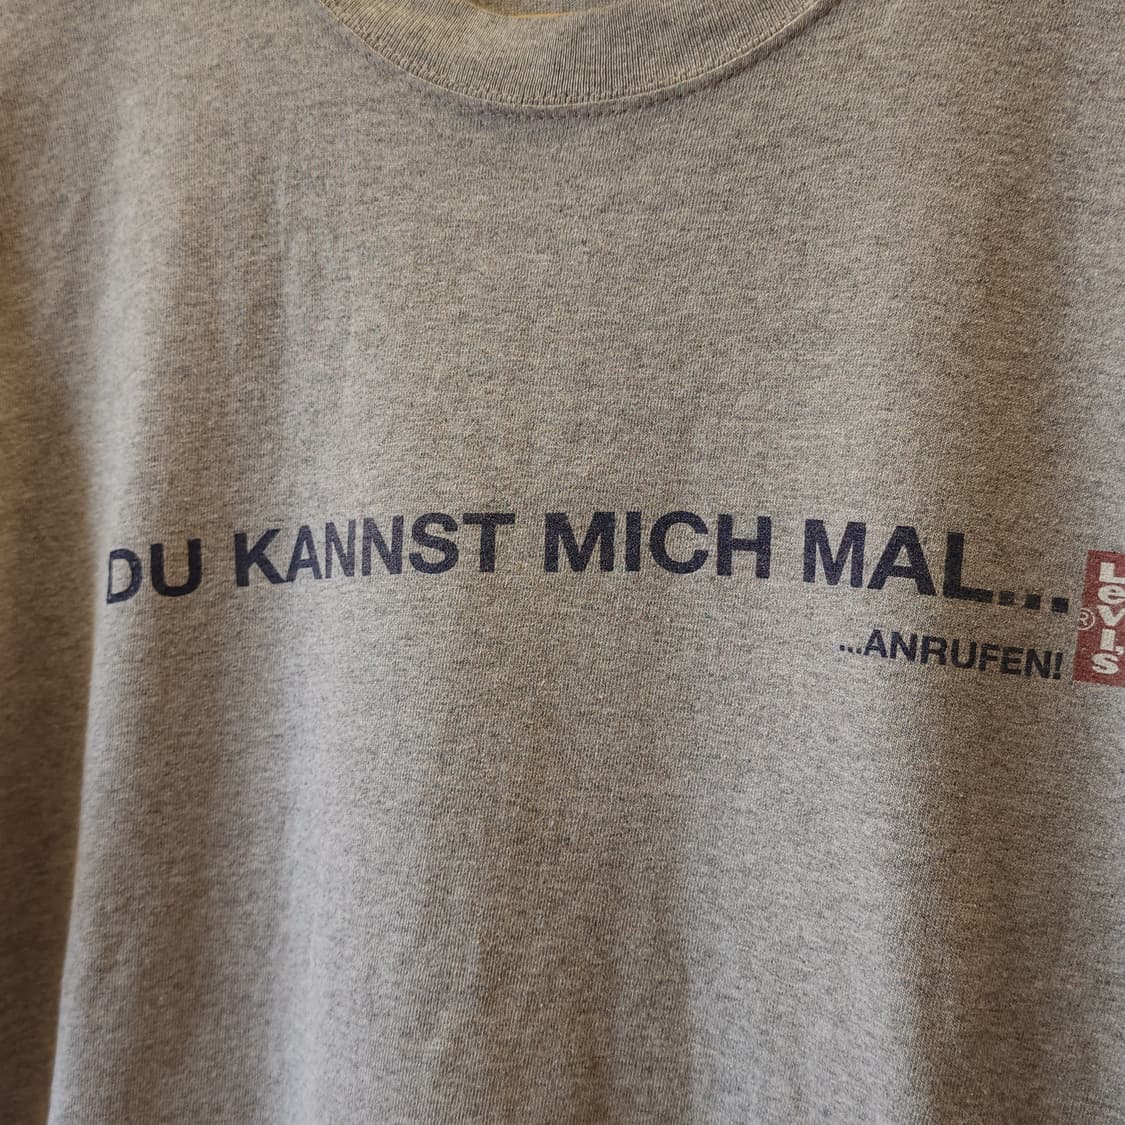 DU KANNST MICH MAL...
...ANRUFEN!
Levi's
®